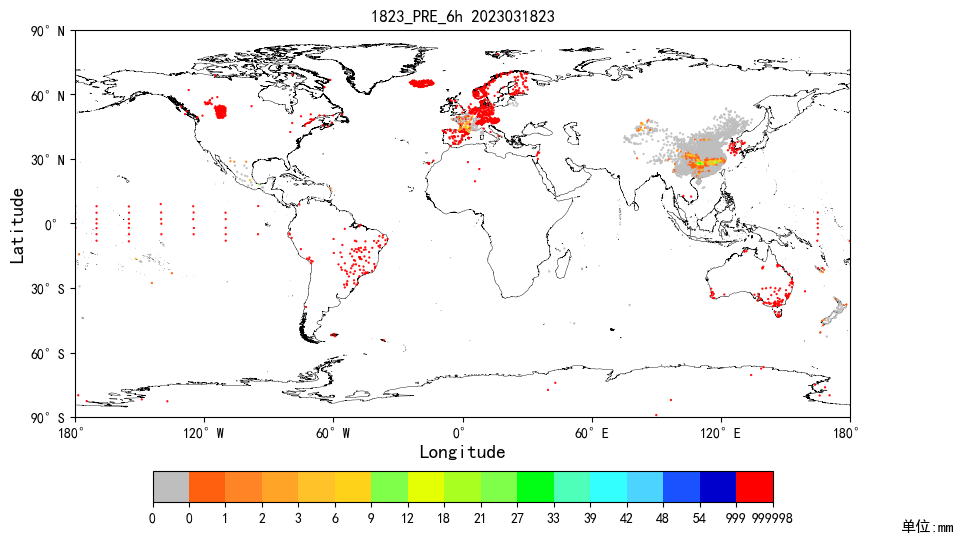 1823_PRE_6h 2023031823
90° N
60° N
30° N
0°
30° S
60° S
90° S
Latitude
180° 120° W 60° W 0° 60° E 120° E 180°
Longitude
0 0 1 2 3 6 9 12 18 21 27 33 39 42 48 54 999 999998
单位:mm